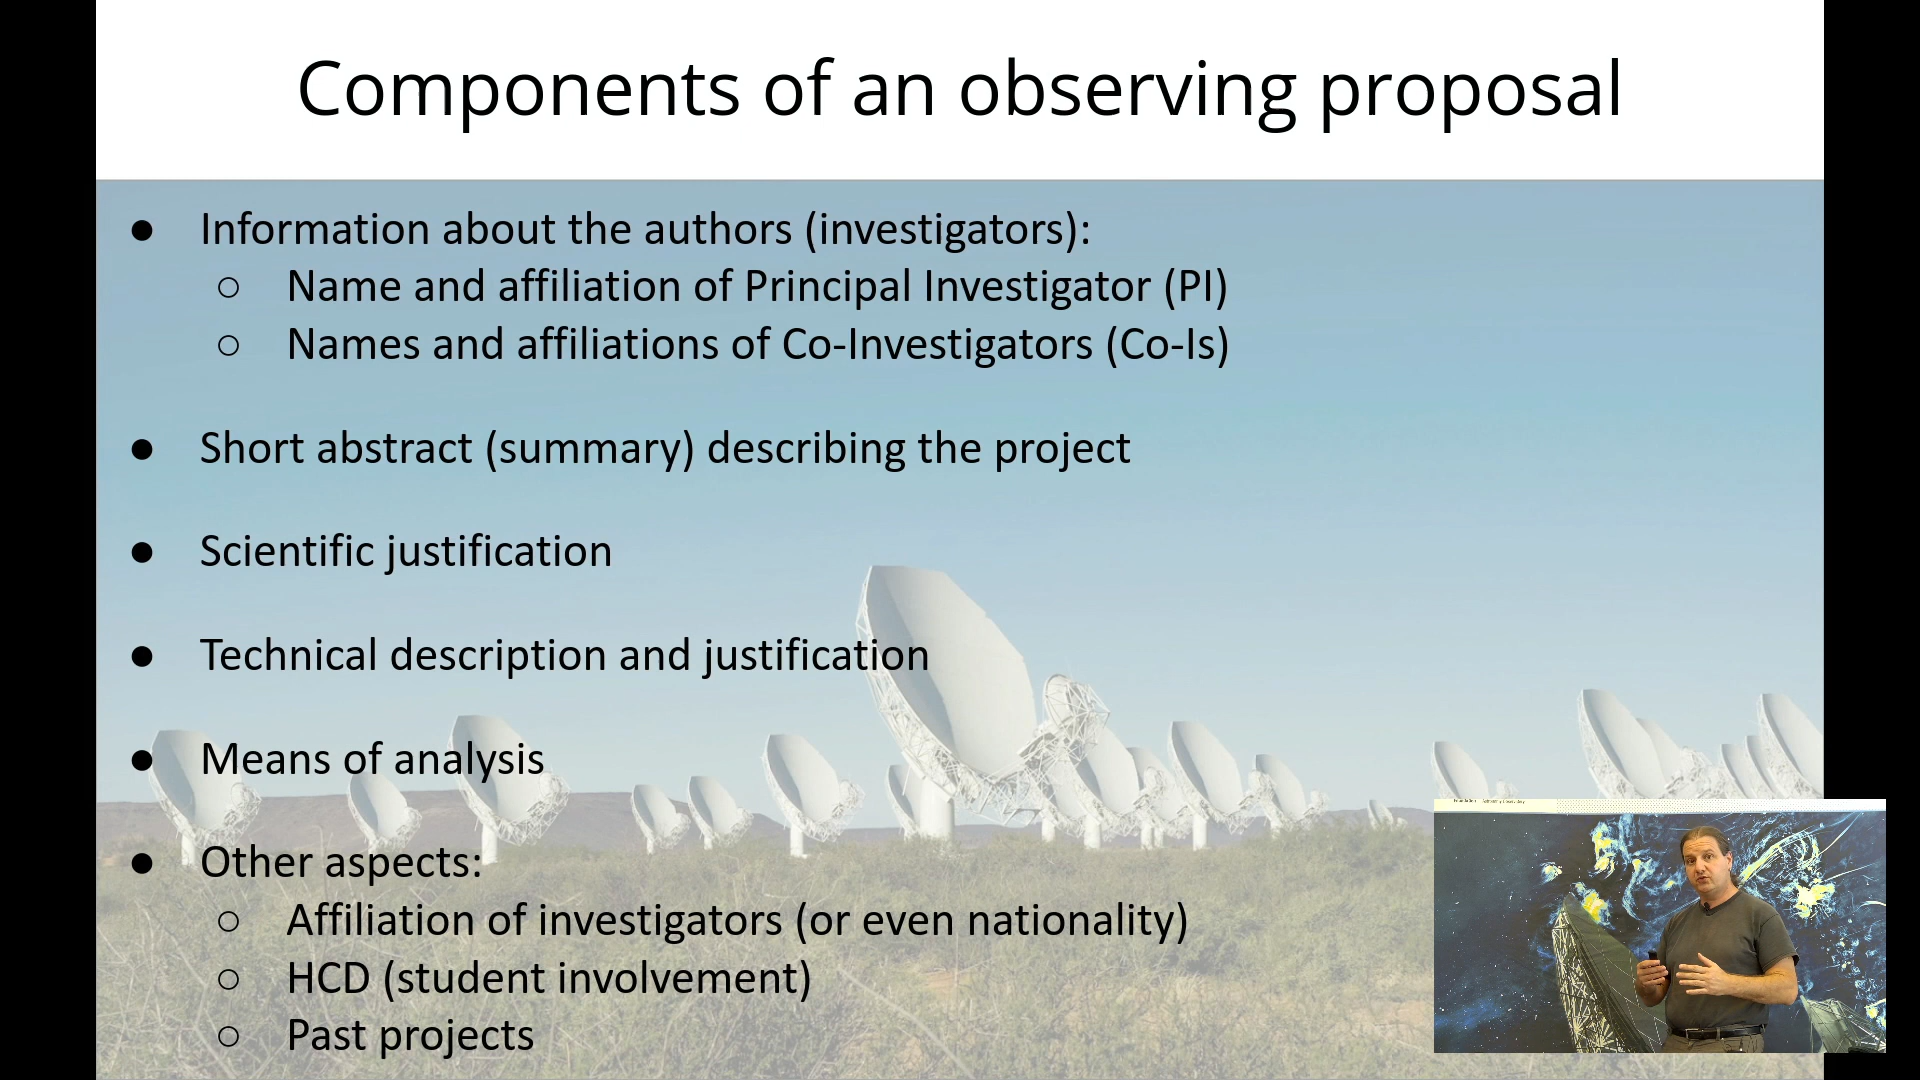 Components of an observing proposal
● Information about the authors (investigators):
○ Name and affiliation of Principal Investigator (PI)
○ Names and affiliations of Co-Investigators (Co-Is)
● Short abstract (summary) describing the project
● Scientific justification
● Technical description and justification
● Means of analysis
● Other aspects:
○ Affiliation of investigators (or even nationality)
○ HCD (student involvement)
○ Past projects